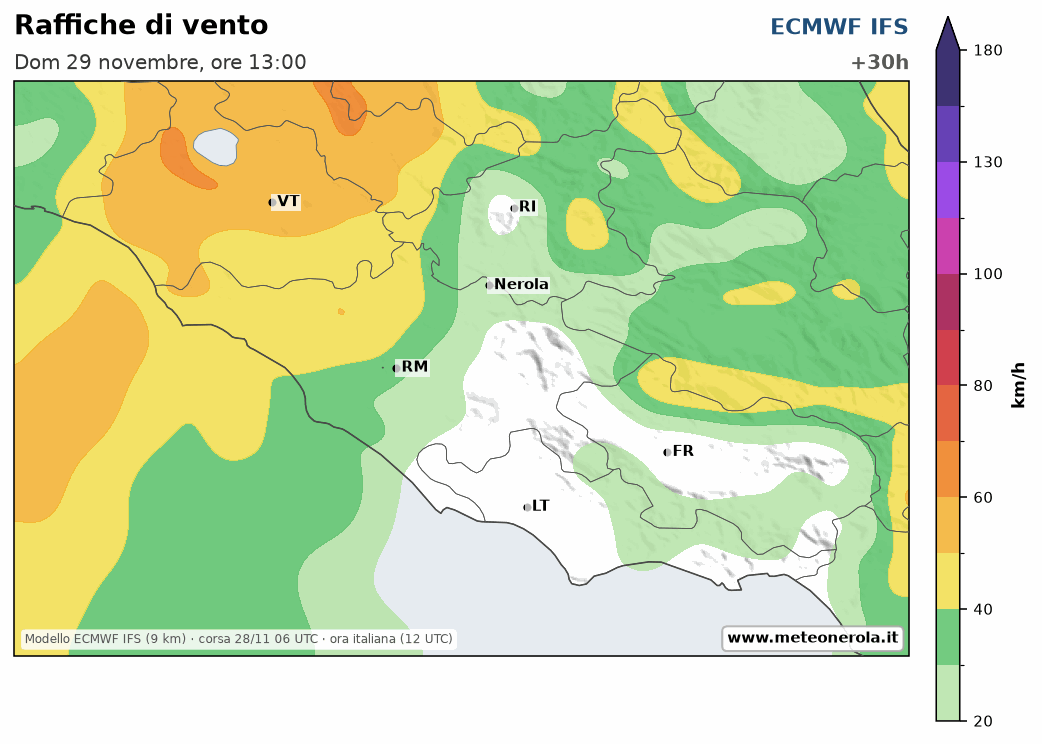 Raffiche di vento
ECMWF IFS
Dom 29 novembre, ore 13:00
+30h
VT
RI
Nerola
RM
FR
LT
Modello ECMWF IFS (9 km) · corsa 28/11 06 UTC · ora italiana (12 UTC)
www.meteonerola.it
180
130
100
80
60
40
20
km/h